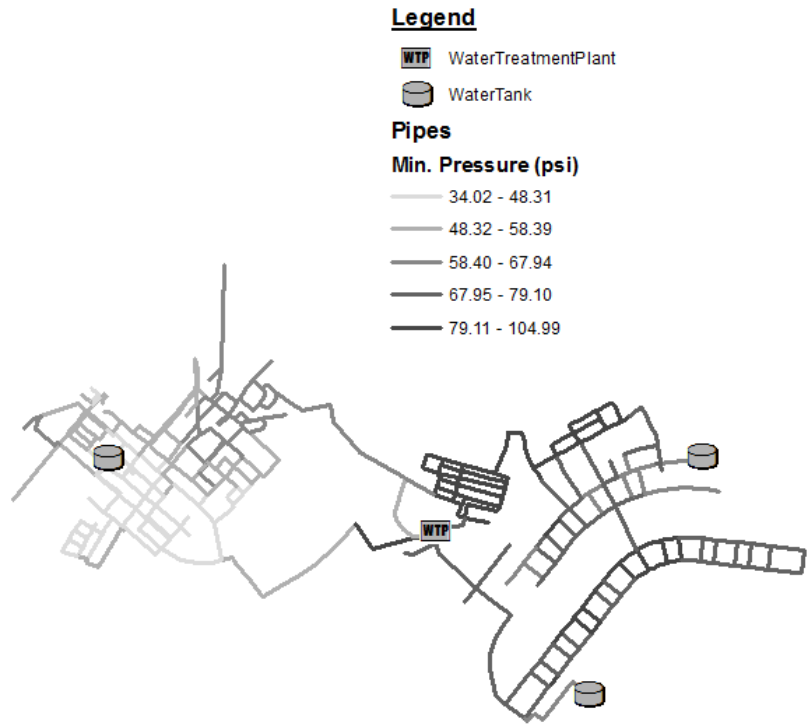 Legend
WTP WaterTreatmentPlant
WaterTank
Pipes
Min. Pressure (psi)
34.02 - 48.31
48.32 - 58.39
58.40 - 67.94
67.95 - 79.10
79.11 - 104.99
WTP